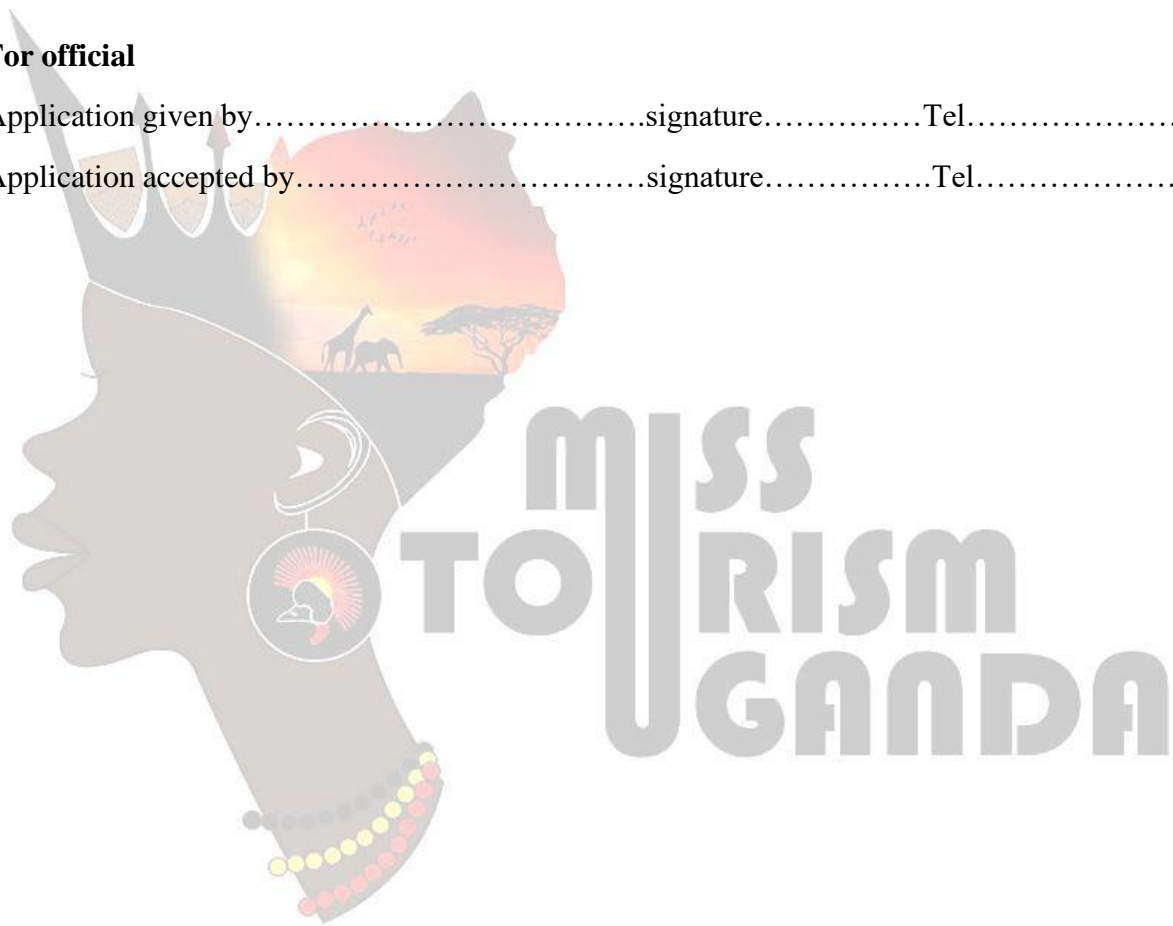 For official
Application given by……………………………….signature……………Tel…………………
Application accepted by……………………………signature…………….Tel…………………
MISS
TOURISM
UGANDA